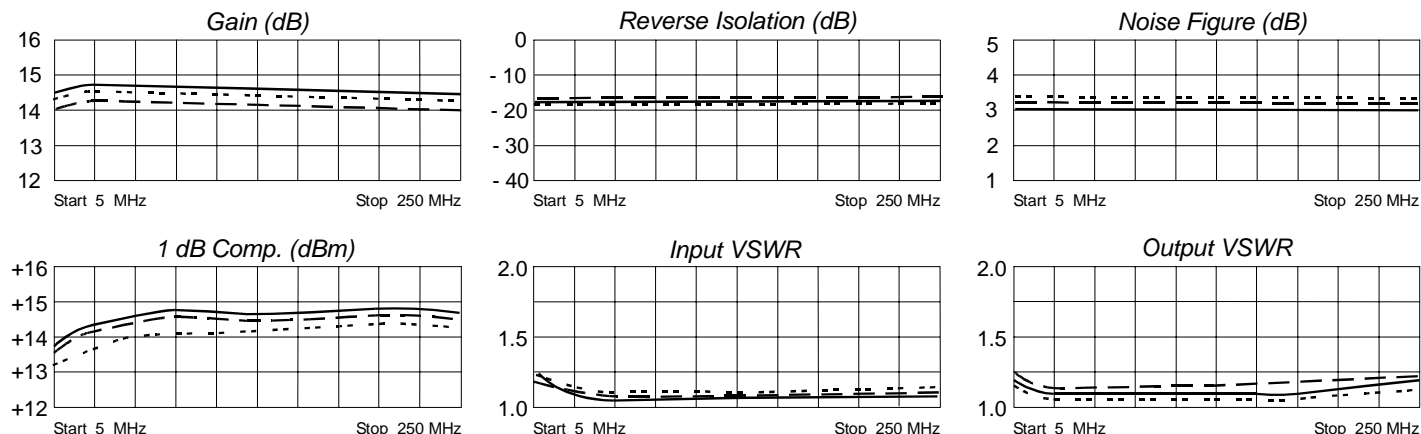 Gain (dB)
16
15
14
13
12
Start 5 MHz
Stop 250 MHz
Reverse Isolation (dB)
0
- 10
- 20
- 30
- 40
Start 5 MHz
Stop 250 MHz
Noise Figure (dB)
5
4
3
2
1
Start 5 MHz
Stop 250 MHz
1 dB Comp. (dBm)
+16
+15
+14
+13
+12
Start 5 MHz
Stop 250 MHz
Input VSWR
2.0
1.5
1.0
Start 5 MHz
Stop 250 MHz
Output VSWR
2.0
1.5
1.0
Start 5 MHz
Stop 250 MHz